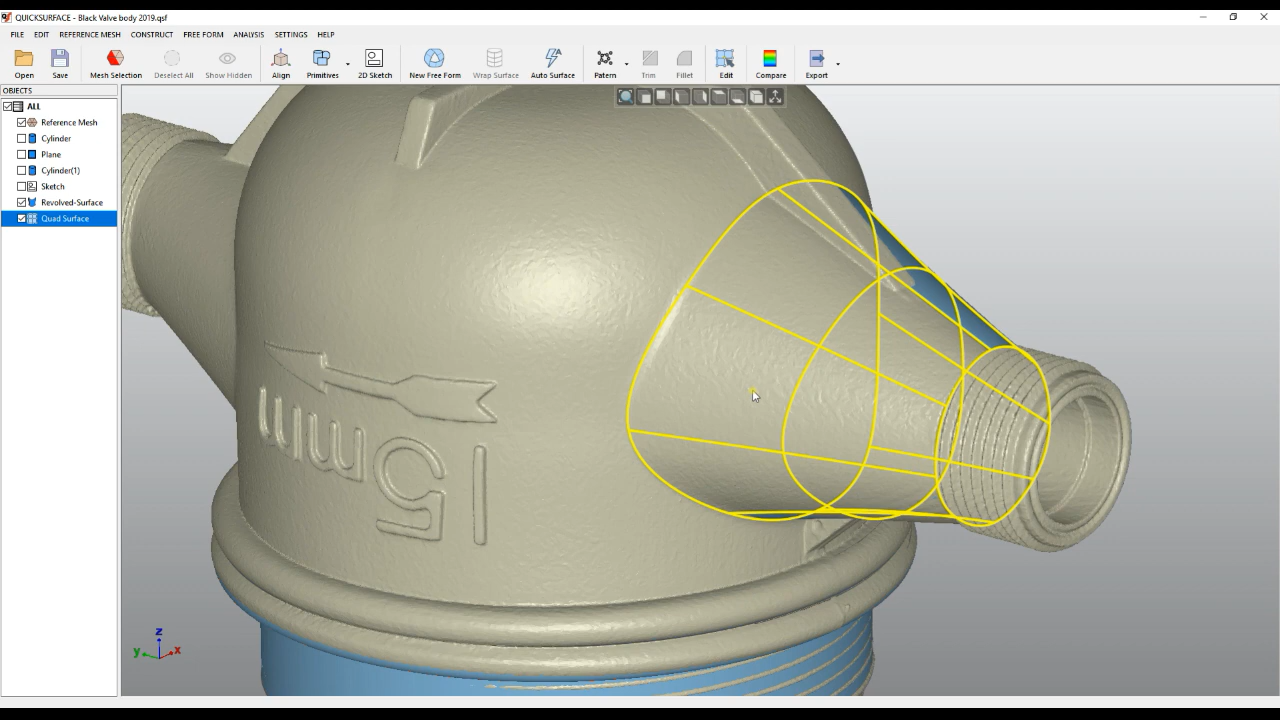 QUICKSURFACE - Black Valve body 2019.qsf
FILE EDIT REFERENCE MESH CONSTRUCT FREE FORM ANALYSIS SETTINGS HELP
Open Save Mesh Selection Deselect All Show Hidden Align Primitives 2D Sketch New Free Form Wrap Surface Auto Surface Patern Trim Fillet Edit Compare Export
OBJECTS
ALL
Reference Mesh
Cylinder
Plane
Cylinder(1)
Sketch
Revolved-Surface
Quad Surface
15mm
z
y x